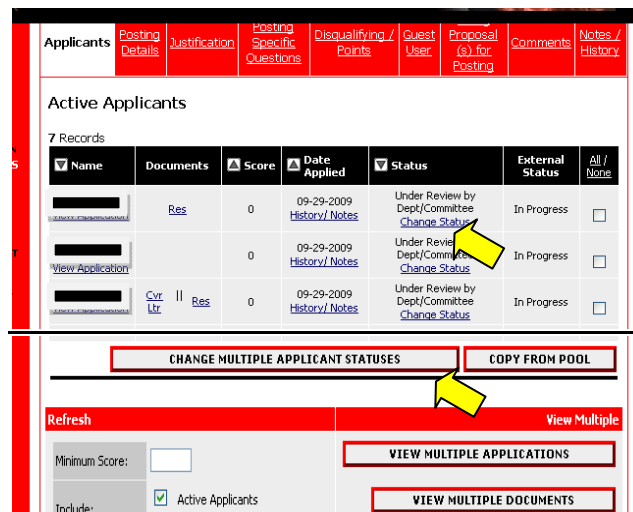 Applicants
Posting Details
Justification
Posting Specific Questions
Disqualifying / Points
Guest User
Proposal (s) for Posting
Comments
Notes / History
Active Applicants
7 Records
Name Documents Score Date Applied Status External Status All / None
View Application Res 0 09-29-2009 History/ Notes Under Review by Dept/Committee Change Status In Progress
View Application 0 09-29-2009 History/ Notes Under Review Dept/Committee Change Status In Progress
View Application Cvr Ltr || Res 0 09-29-2009 History/ Notes Under Review by Dept/Committee Change Status In Progress
CHANGE MULTIPLE APPLICANT STATUSES COPY FROM POOL
Refresh View Multiple
Minimum Score: VIEW MULTIPLE APPLICATIONS
Include: Active Applicants VIEW MULTIPLE DOCUMENTS